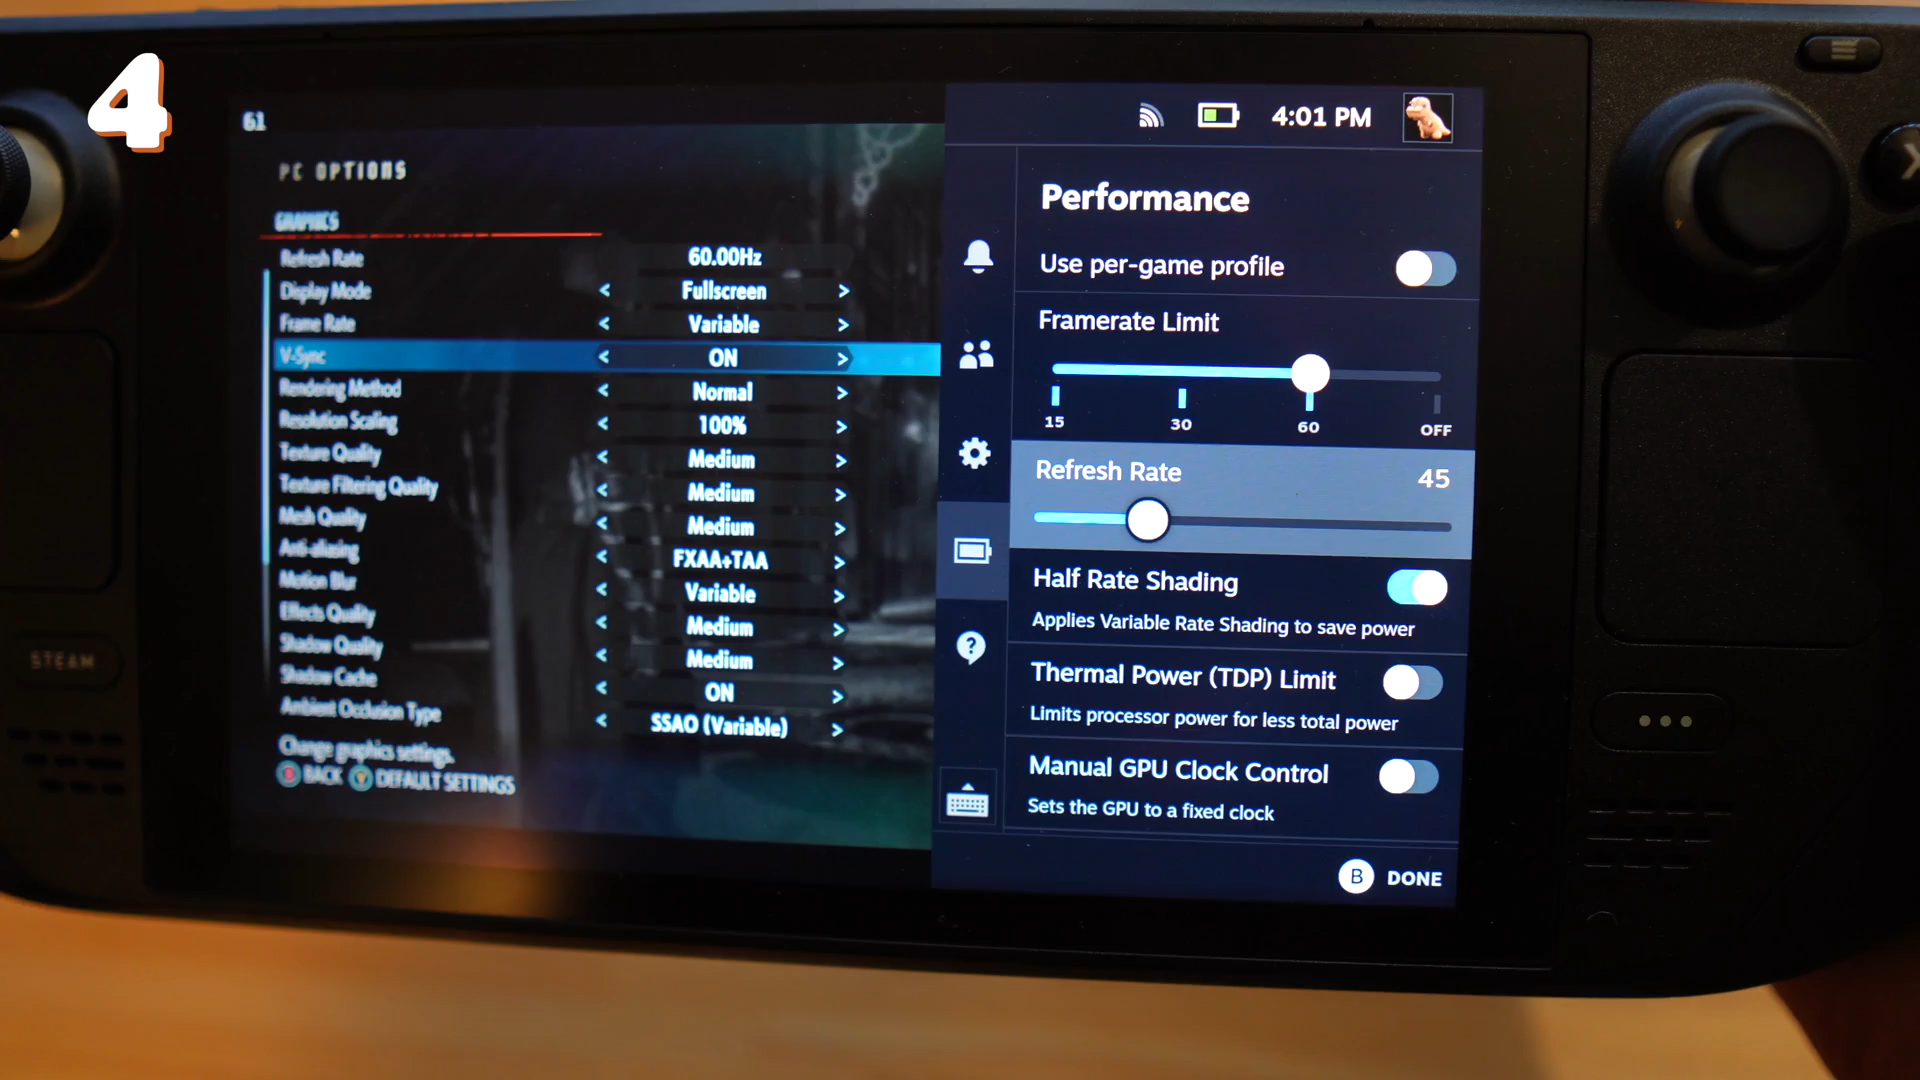 4
61
PC OPTIONS
GRAPHICS
Refresh Rate 60.00Hz
Display Mode < Fullscreen >
Frame Rate < Variable >
V-Sync < ON >
Rendering Method < Normal >
Resolution Scaling < 100% >
Texture Quality < Medium >
Texture Filtering Quality < Medium >
Mesh Quality < Medium >
Anti-aliasing < FXAA+TAA >
Motion Blur < Variable >
Effects Quality < Medium >
Shadow Quality < Medium >
Shadow Cache < ON >
Ambient Occlusion Type < SSAO (Variable) >
Change graphics settings.
B BACK Y DEFAULT SETTINGS
4:01 PM
Performance
Use per-game profile
Framerate Limit
15 30 60 OFF
Refresh Rate 45
Half Rate Shading
Applies Variable Rate Shading to save power
Thermal Power (TDP) Limit
Limits processor power for less total power
Manual GPU Clock Control
Sets the GPU to a fixed clock
B DONE
STEAM
X